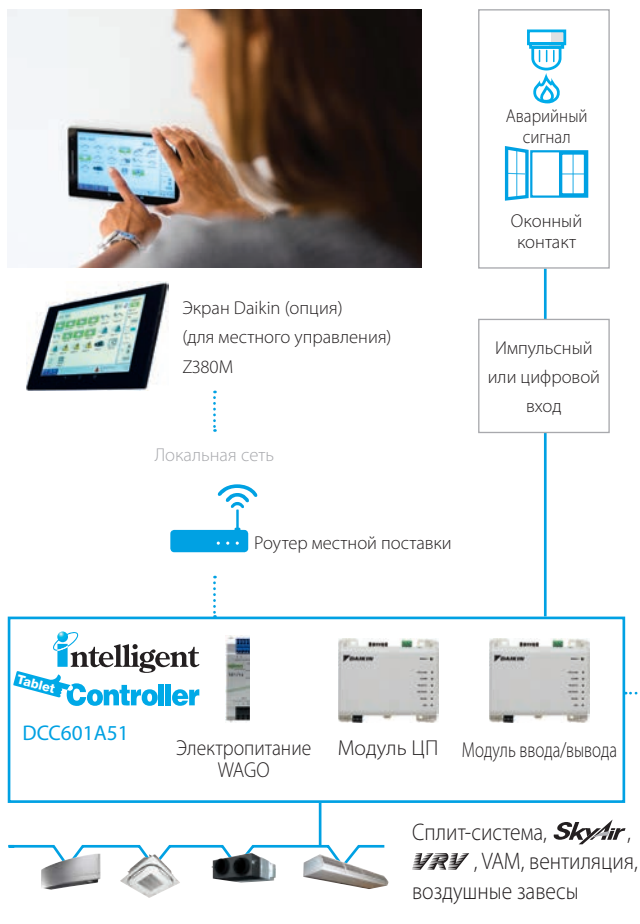 Аварийный
сигнал
Оконный
контакт
Экран Daikin (опция)
(для местного управления)
Z380M
Импульсный
или цифровой
вход
Локальная сеть
Роутер местной поставки
intelligent
Tablet Controller
DCC601A51
DAIKIN
DAIKIN
Электропитание
WAGO
Модуль ЦП
Модуль ввода/вывода
Сплит-система, SkyAir,
VRV, VAM, вентиляция,
воздушные завесы